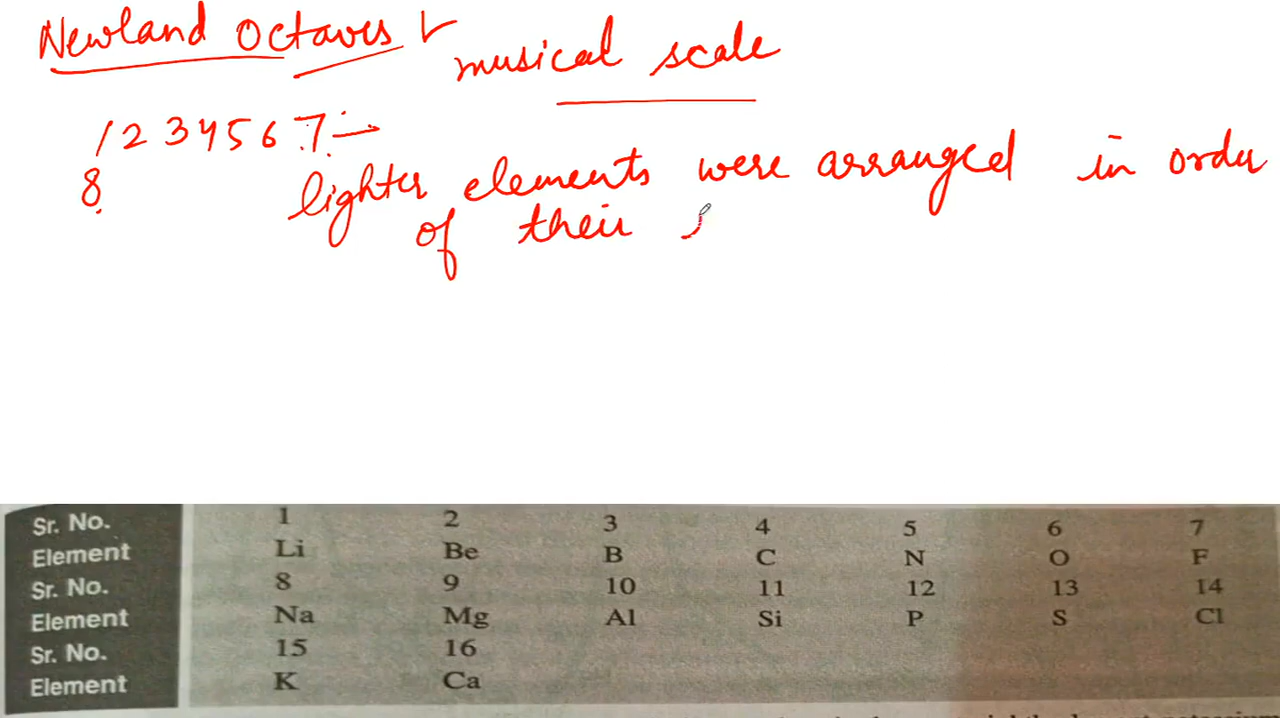 Newland Octaves
musical scale
1 2 3 4 5 6 7
8
lighter elements were arranged in order
of their
Sr. No. 1 2 3 4 5 6 7
Element Li Be B C N O F
Sr. No. 8 9 10 11 12 13 14
Element Na Mg Al Si P S Cl
Sr. No. 15 16
Element K Ca